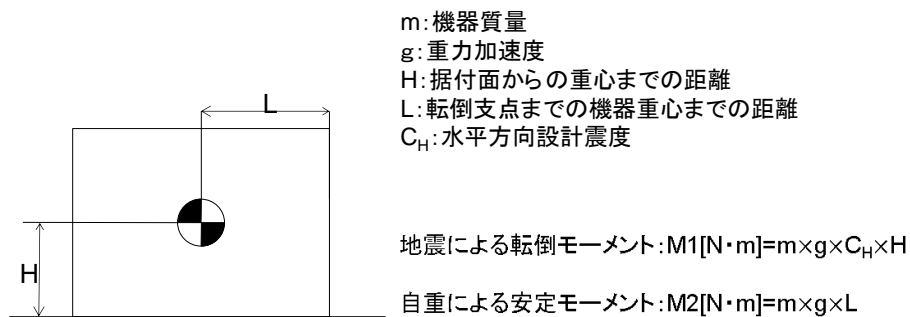 m:機器質量
g:重力加速度
H:据付面からの重心までの距離
L:転倒支点までの機器重心までの距離
C_H:水平方向設計震度
L
H
地震による転倒モーメント:M1[N・m]=m×g×C_H×H
自重による安定モーメント:M2[N・m]=m×g×L